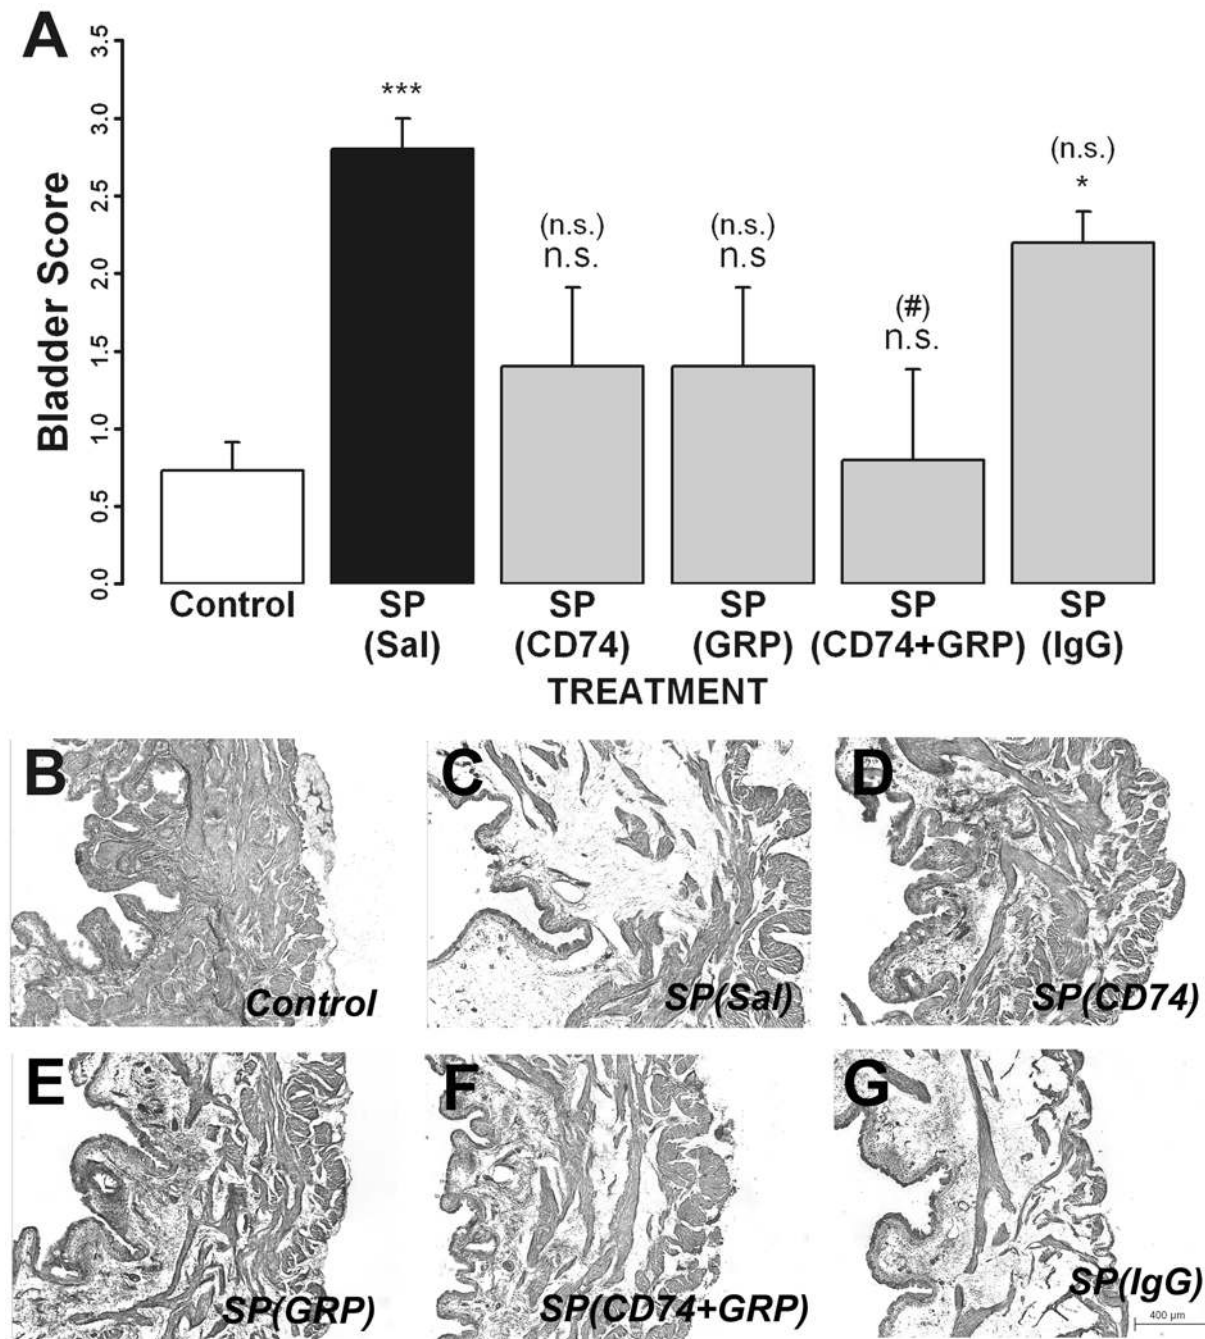 A
3.5
3.0
2.5
2.0
1.5
1.0
0.5
0.0
Bladder Score
***
(n.s.)
n.s.
(n.s.)
n.s
(#)
n.s.
(n.s.)
*
Control
SP
(Sal)
SP
(CD74)
SP
(GRP)
SP
(CD74+GRP)
SP
(IgG)
TREATMENT
B
Control
C
SP(Sal)
D
SP(CD74)
E
SP(GRP)
F
SP(CD74+GRP)
G
SP(IgG)
400 µm